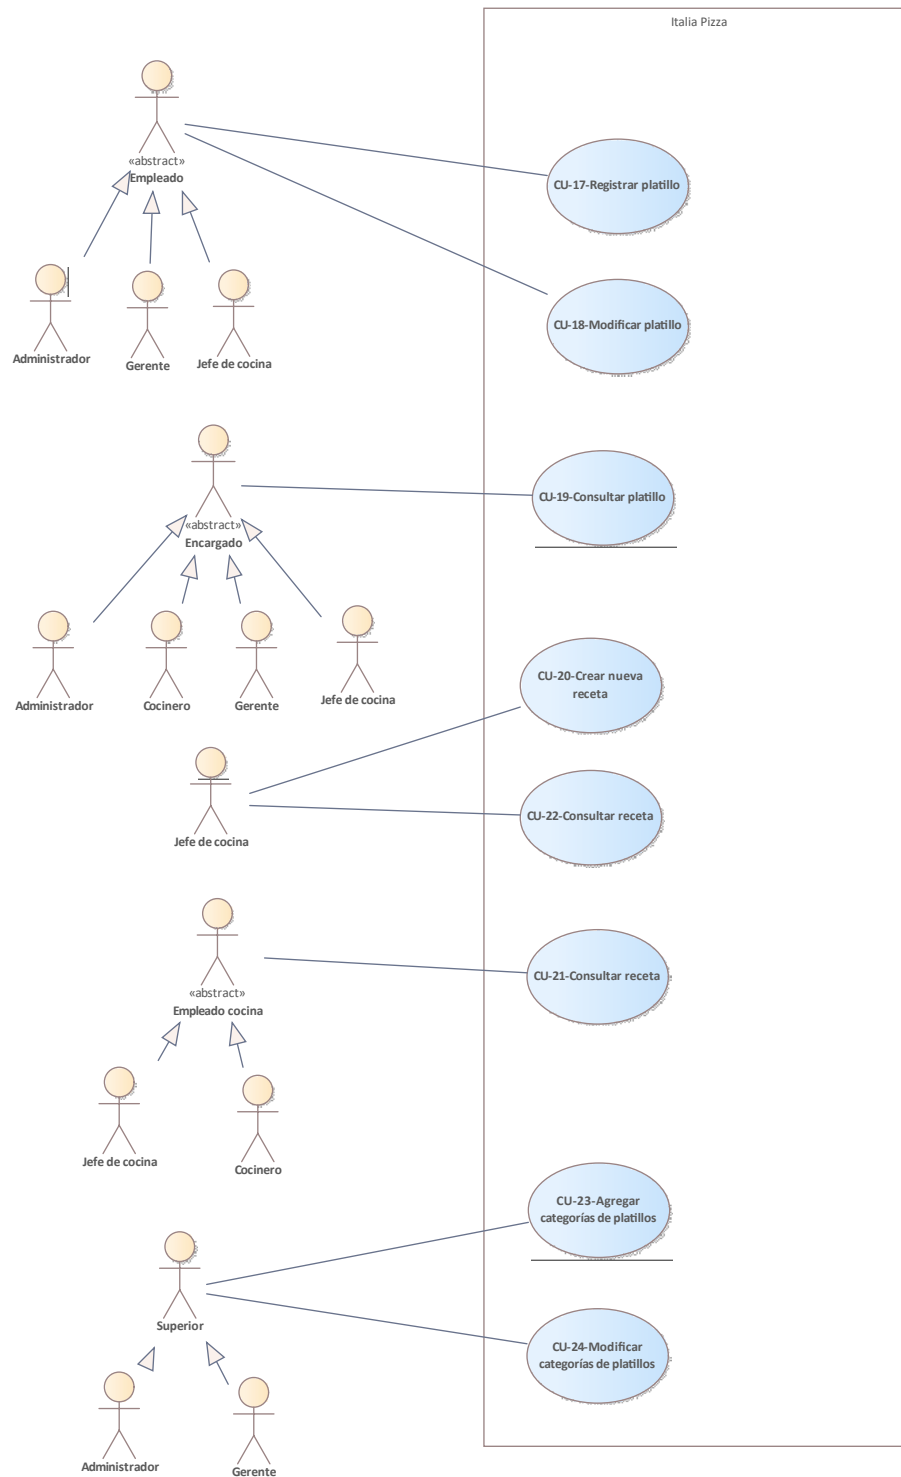 Italia Pizza
«abstract»
Empleado
CU-17-Registrar platillo
CU-18-Modificar platillo
Administrador
Gerente
Jefe de cocina
«abstract»
Encargado
CU-19-Consultar platillo
Administrador
Cocinero
Gerente
Jefe de cocina
CU-20-Crear nueva
receta
Jefe de cocina
CU-22-Consultar receta
«abstract»
Empleado cocina
CU-21-Consultar receta
Jefe de cocina
Cocinero
CU-23-Agregar
categorías de platillos
Superior
CU-24-Modificar
categorías de platillos
Administrador
Gerente